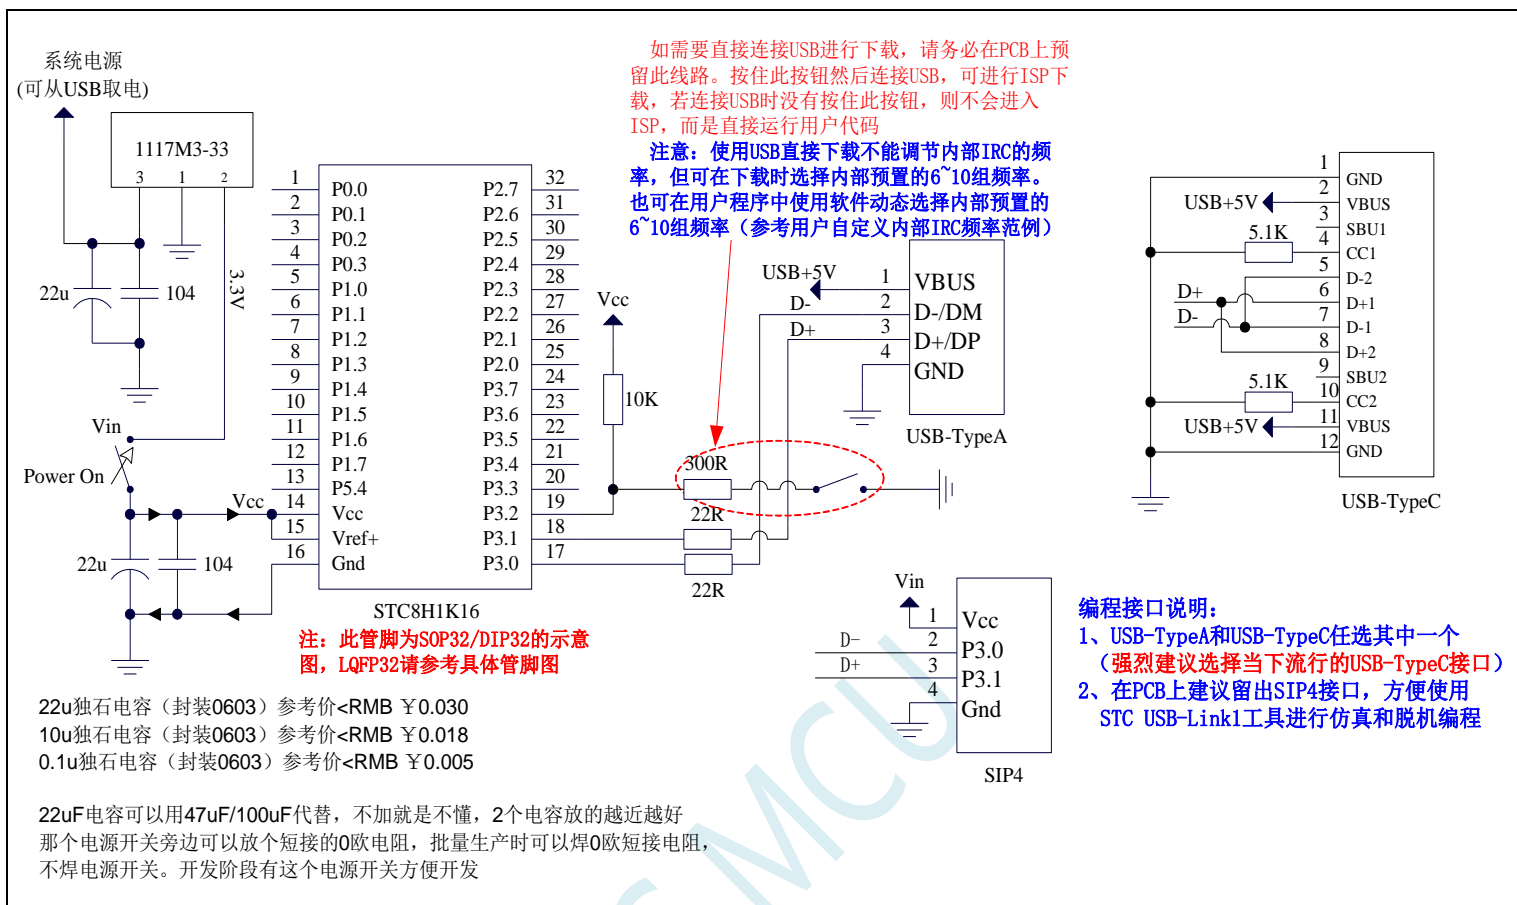 系统电源
(可从USB取电)
1117M3-33
3 1 2
22u
104
3.3V
Vin
Power On
Vcc
22u
104
1 P0.0
2 P0.1
3 P0.2
4 P0.3
5 P1.0
6 P1.1
7 P1.2
8 P1.3
9 P1.4
10 P1.5
11 P1.6
12 P1.7
13 P5.4
14 Vcc
15 Vref+
16 Gnd
P2.7 32
P2.6 31
P2.5 30
P2.4 29
P2.3 28
P2.2 27
P2.1 26
P2.0 25
P3.7 24
P3.6 23
P3.5 22
P3.4 21
P3.3 20
P3.2 19
P3.1 18
P3.0 17
STC8H1K16
注：此管脚为SOP32/DIP32的示意
图，LQFP32请参考具体管脚图
如需要直接连接USB进行下载，请务必在PCB上预
留此线路。按住此按钮然后连接USB，可进行ISP下
载，若连接USB时没有按住此按钮，则不会进入
ISP，而是直接运行用户代码
注意：使用USB直接下载不能调节内部IRC的频
率，但可在下载时选择内部预置的6~10组频率。
也可在用户程序中使用软件动态选择内部预置的
6~10组频率（参考用户自定义内部IRC频率范例）
Vcc
10K
300R
22R
22R
USB+5V
D-
D+
1 VBUS
2 D-/DM
3 D+/DP
4 GND
USB-TypeA
Vin
D-
D+
1 Vcc
2 P3.0
3 P3.1
4 Gnd
SIP4
USB+5V
5.1K
D+
D-
5.1K
USB+5V
1 GND
2 VBUS
3 SBU1
4 CC1
5 D-2
6 D+1
7 D-1
8 D+2
9 SBU2
10 CC2
11 VBUS
12 GND
USB-TypeC
编程接口说明：
1、USB-TypeA和USB-TypeC任选其中一个
（强烈建议选择当下流行的USB-TypeC接口）
2、在PCB上建议留出SIP4接口，方便使用
STC USB-Link1工具进行仿真和脱机编程
22u独石电容（封装0603）参考价<RMB ￥0.030
10u独石电容（封装0603）参考价<RMB ￥0.018
0.1u独石电容（封装0603）参考价<RMB ￥0.005
22uF电容可以用47uF/100uF代替，不加就是不懂，2个电容放的越近越好
那个电源开关旁边可以放个短接的0欧电阻，批量生产时可以焊0欧短接电阻，
不焊电源开关。开发阶段有这个电源开关方便开发
MCU